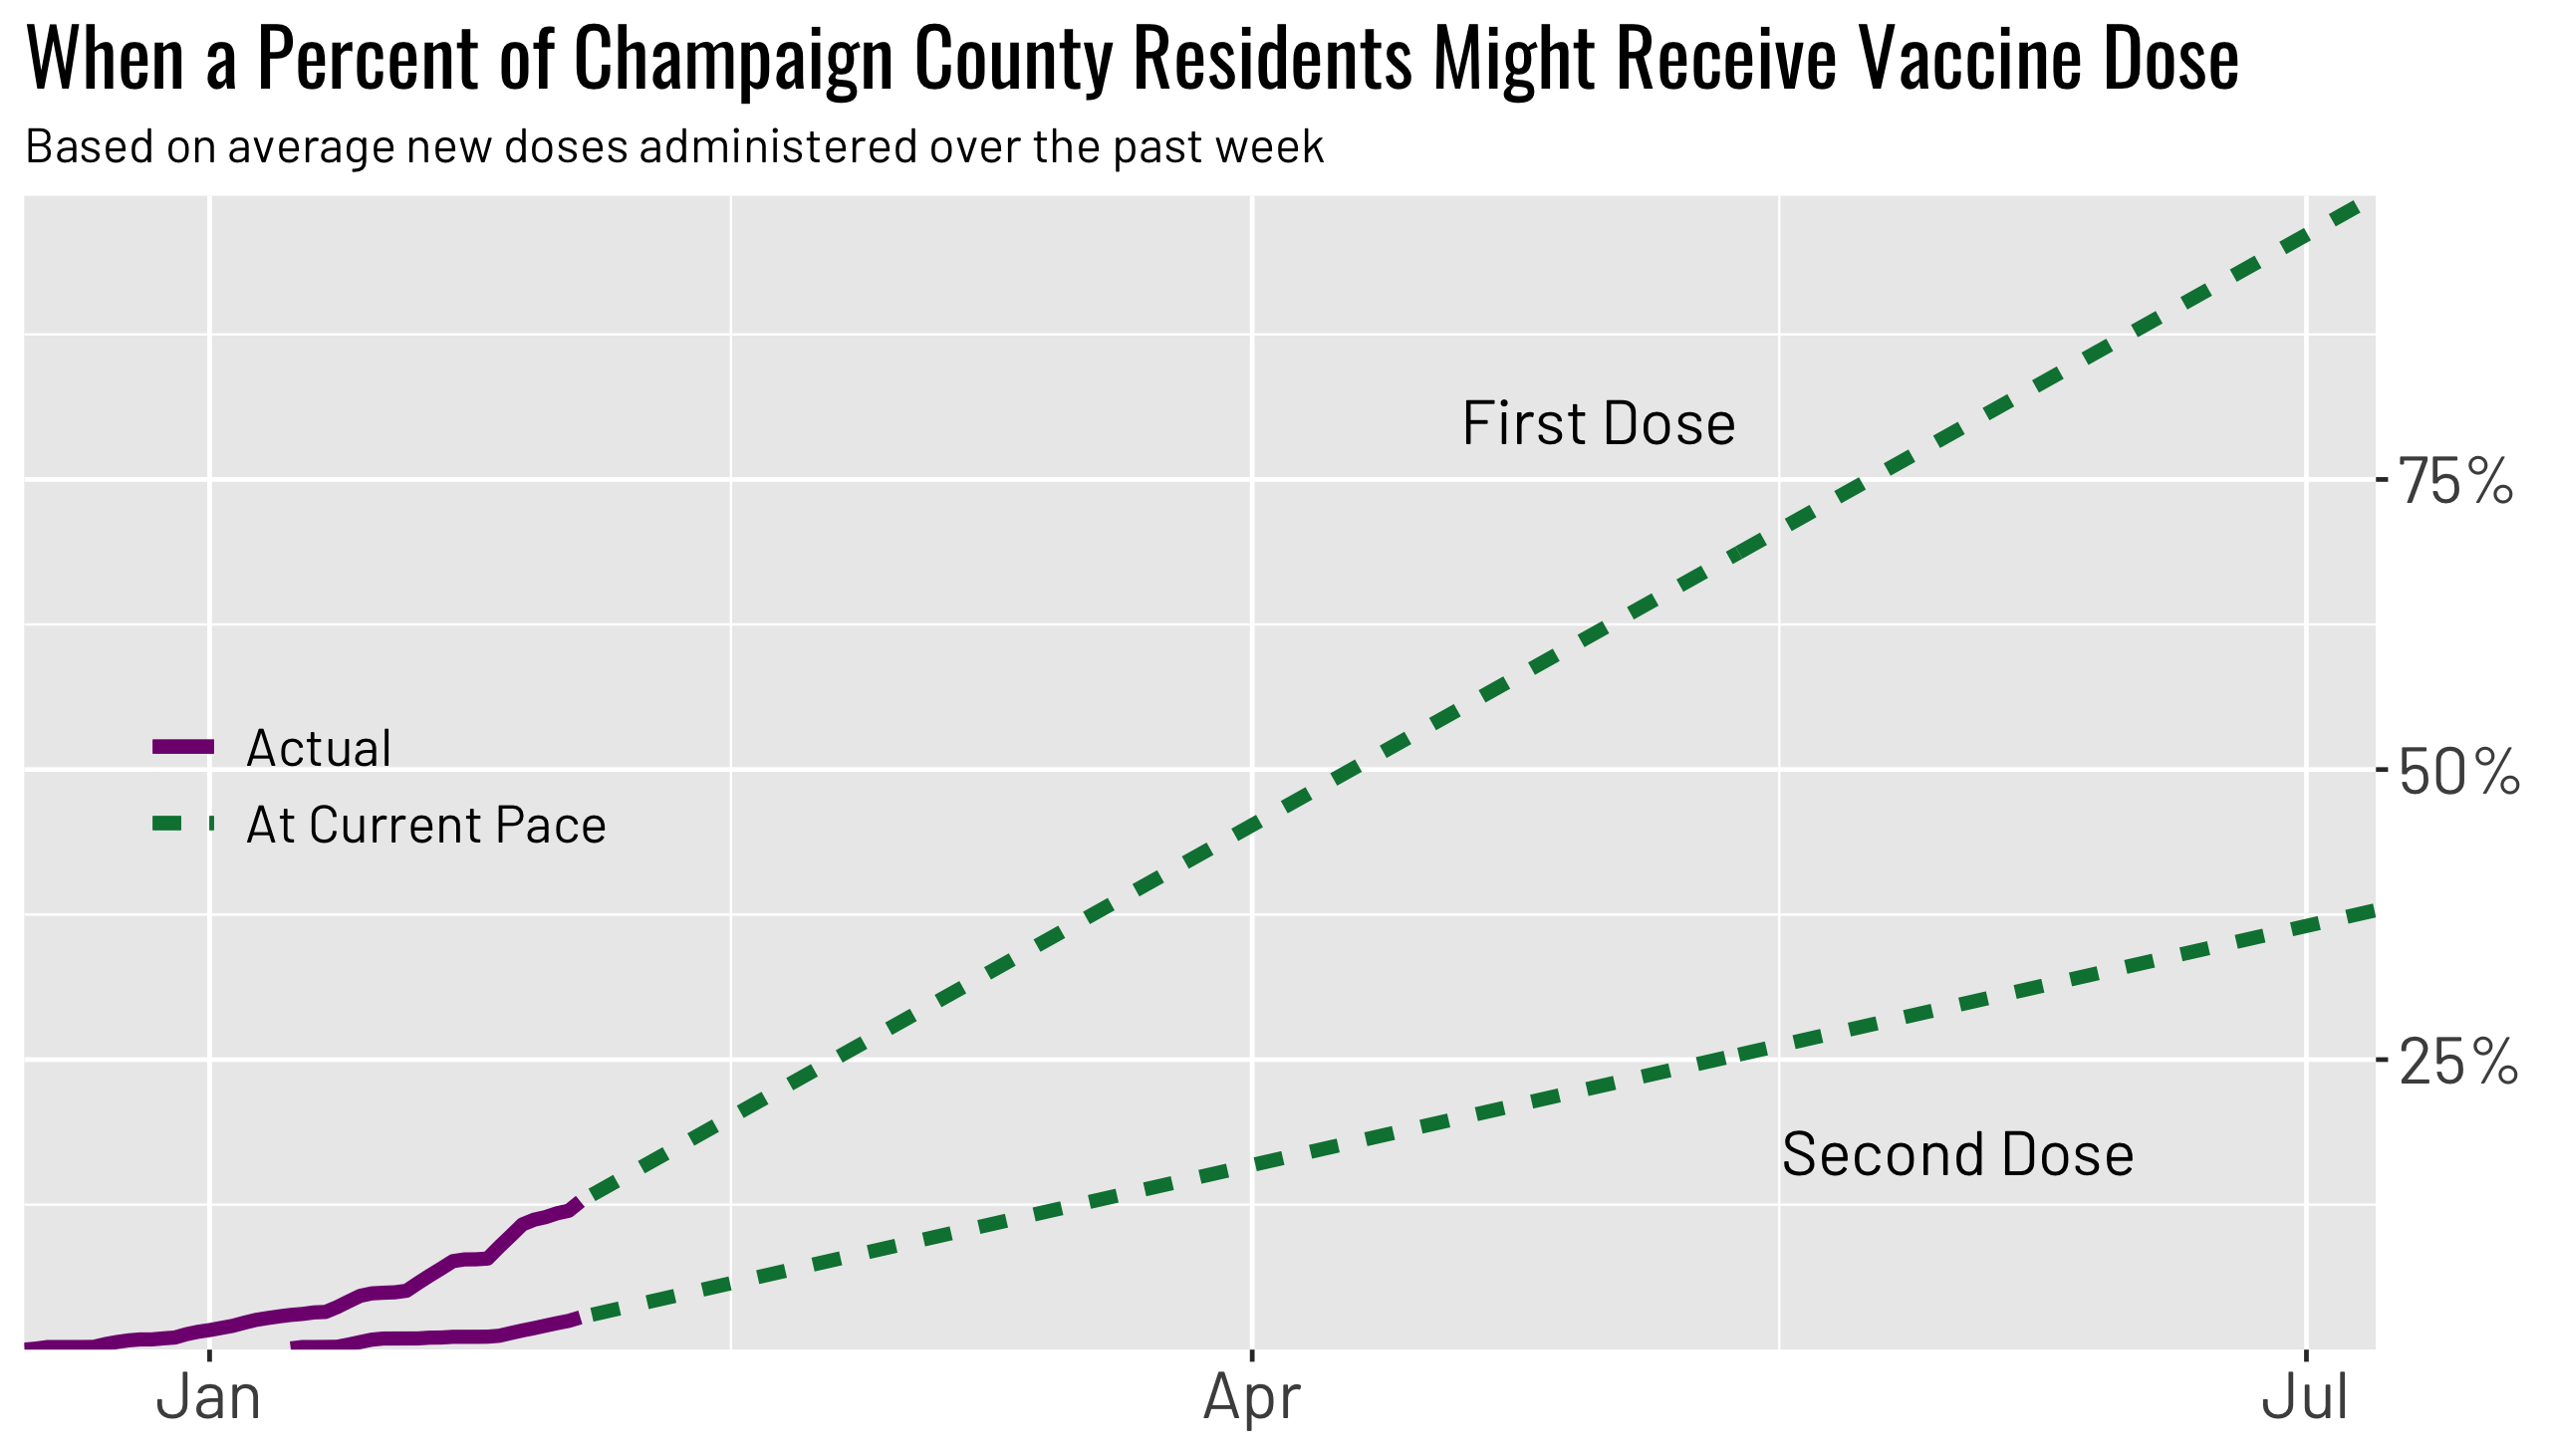 When a Percent of Champaign County Residents Might Receive Vaccine Dose
Based on average new doses administered over the past week
First Dose
75%
Actual
50%
At Current Pace
25%
Second Dose
Jan
Apr
Jul